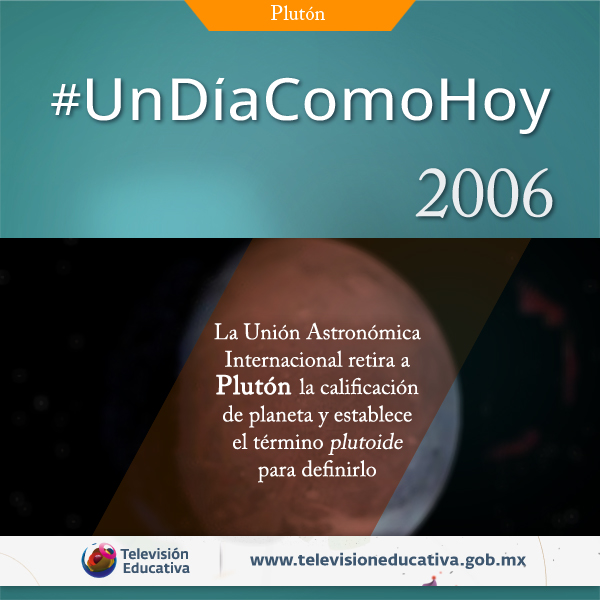 Plutón
#UnDíaComoHoy
2006
La Unión Astronómica
Internacional retira a
Plutón la calificación
de planeta y establece
el término plutoide
para definirlo
Televisión
Educativa
www.televisioneducativa.gob.mx